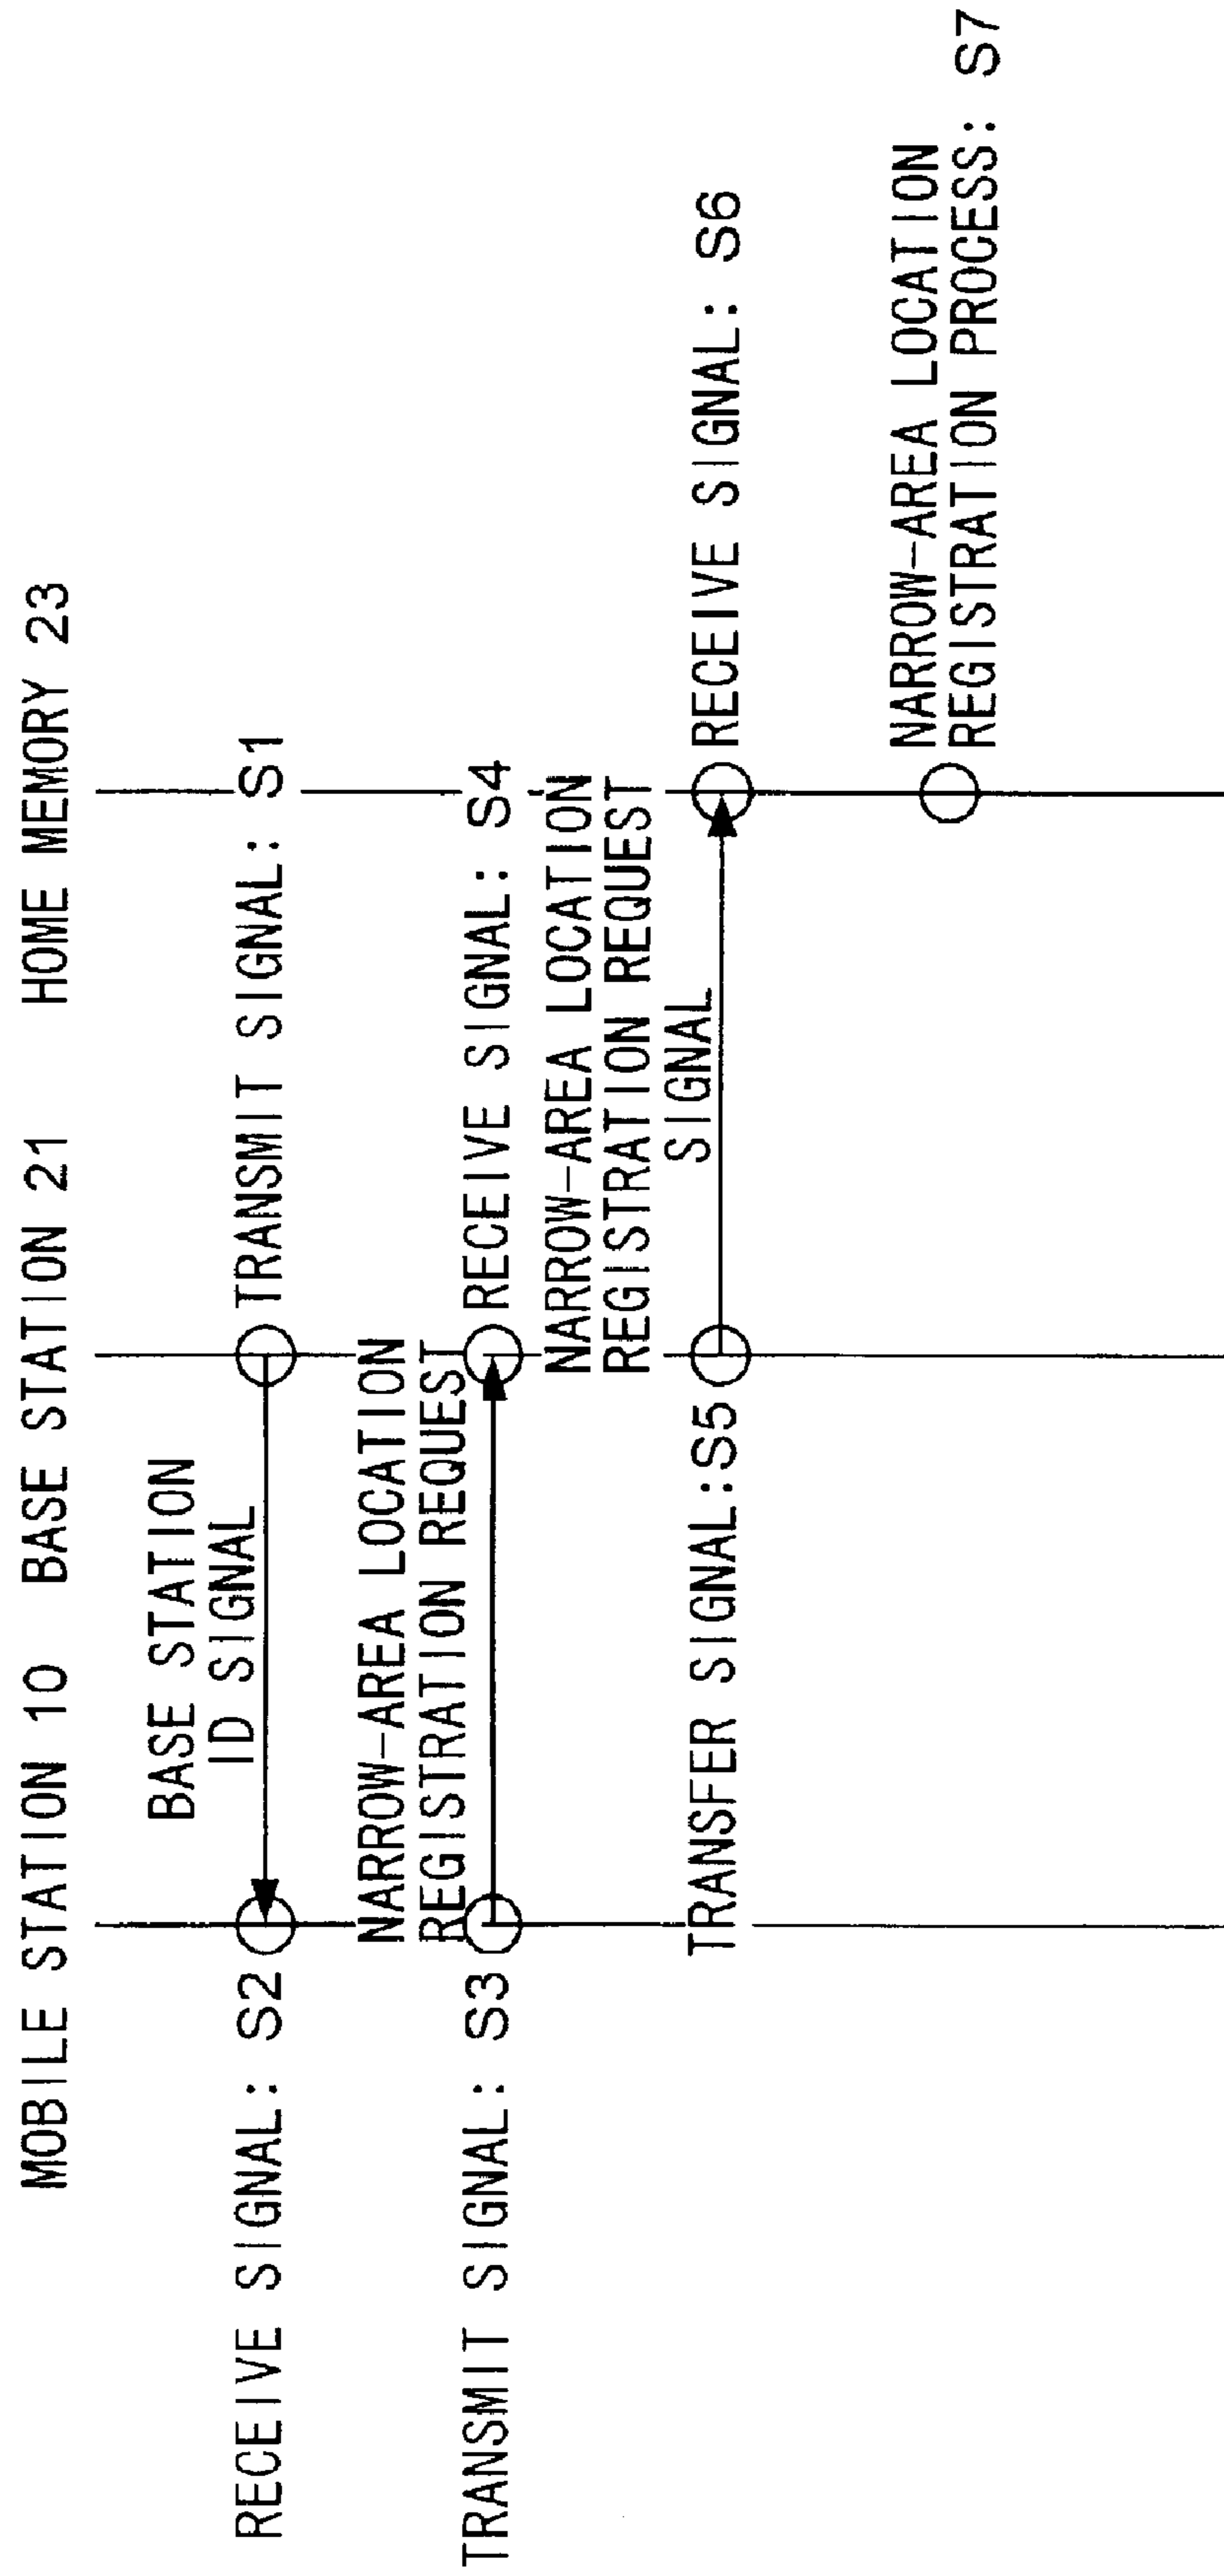 MOBILE STATION 10 BASE STATION 21 HOME MEMORY 23
BASE STATION
ID SIGNAL
RECEIVE SIGNAL: S2
TRANSMIT SIGNAL: S1
NARROW-AREA LOCATION
REGISTRATION REQUEST
TRANSMIT SIGNAL: S3
RECEIVE SIGNAL: S4
NARROW-AREA LOCATION
REGISTRATION REQUEST
SIGNAL
TRANSFER SIGNAL:S5
RECEIVE SIGNAL: S6
NARROW-AREA LOCATION
REGISTRATION PROCESS: S7